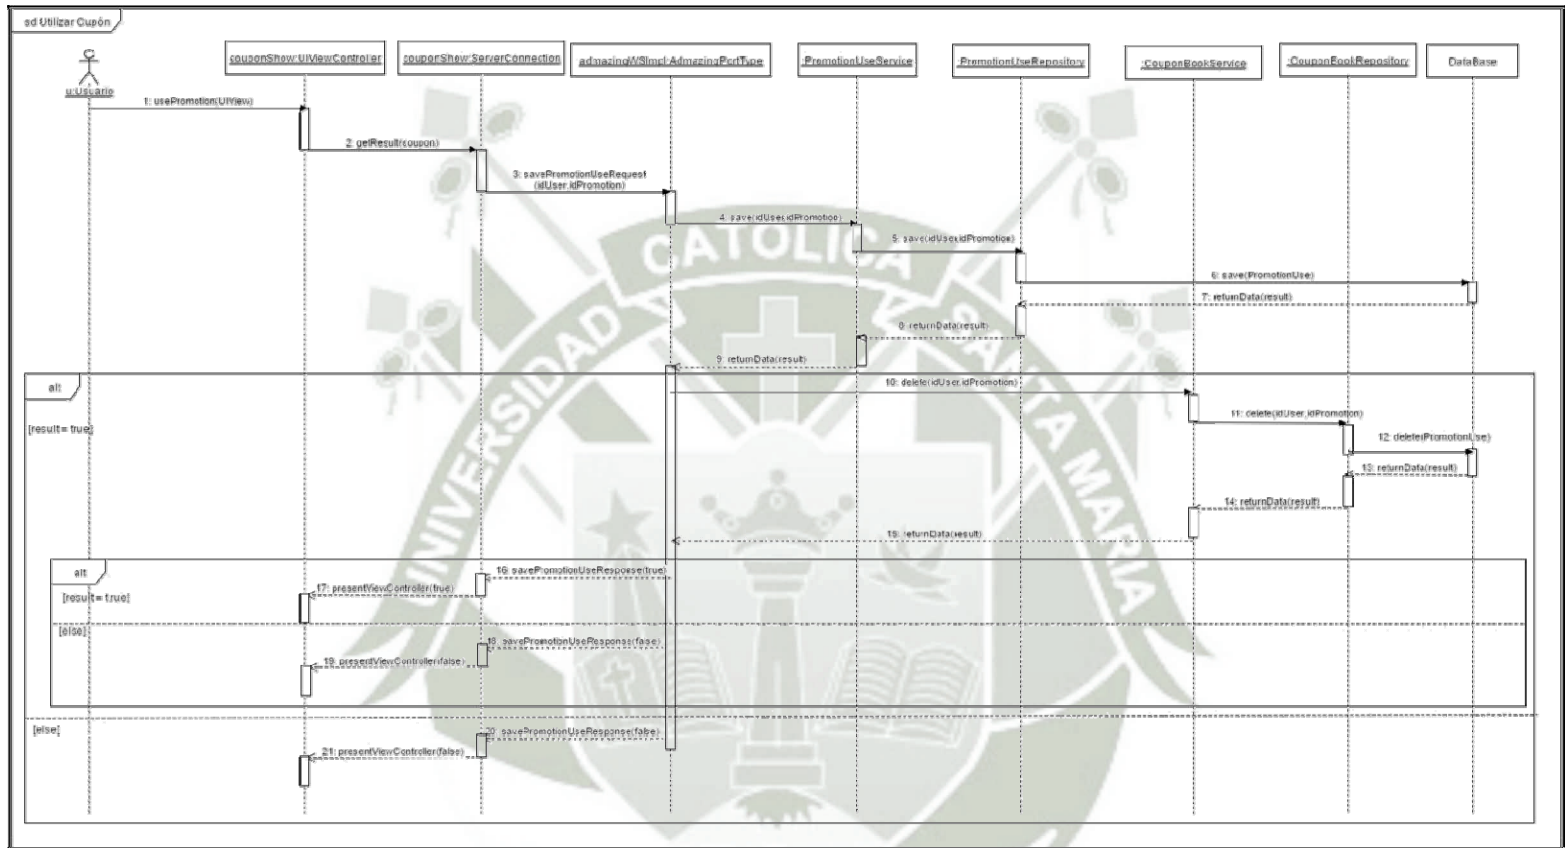 sd Utilizar Cupón
couponShow:UIViewController
couponShow:ServerConnection
admazingWSImpl:AdmazingPortType
:PromotionUseService
:PromotionUseRepository
:CouponBookService
:CouponBookRepository
DataBase
u:Usuario
1: usePromotion(UIView)
2: getResult(coupon)
3: savePromotionUseRequest
(idUser,idPromotion)
4: save(idUser,idPromotion)
5: save(idUser,idPromotion)
6: save(PromotionUse)
7: returnData(result)
8: returnData(result)
9: returnData(result)
alt
10: delete(idUser,idPromotion)
[result = true]
11: delete(idUser,idPromotion)
12: delete(PromotionUse)
13: returnData(result)
14: returnData(result)
15: returnData(result)
alt
16: savePromotionUseResponse(true)
17: presentViewController(true)
[result = true]
[else]
18: savePromotionUseResponse(false)
19: presentViewController(false)
[else]
20: savePromotionUseResponse(false)
21: presentViewController(false)
UNIVERSIDAD CATOLICA SANTA MARIA